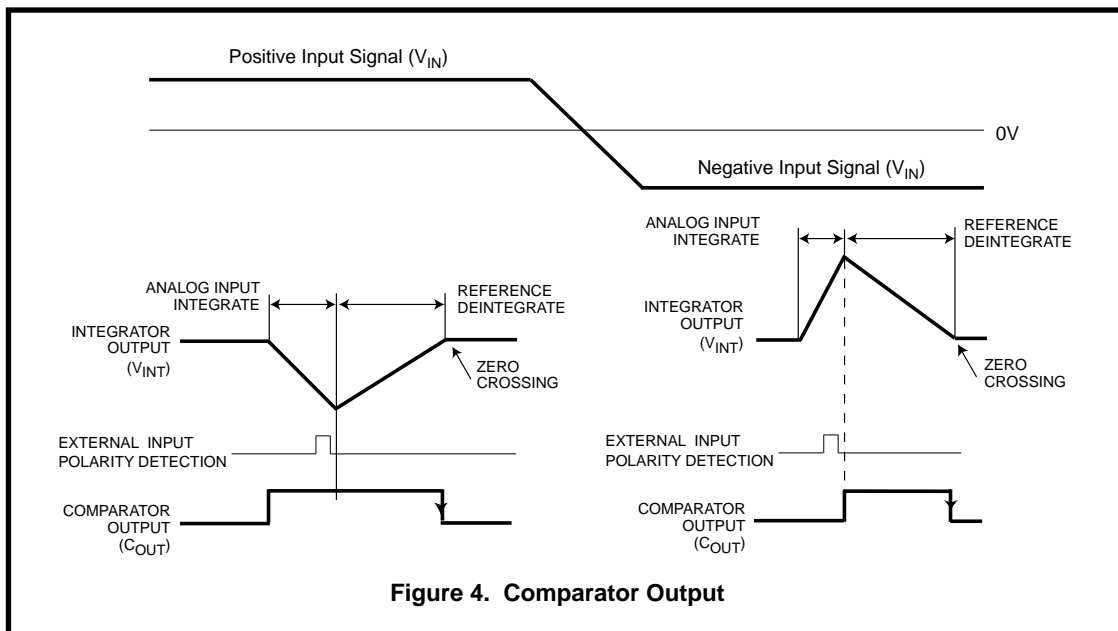 Positive Input Signal (VIN)
0V
Negative Input Signal (VIN)
ANALOG INPUT
INTEGRATE
REFERENCE
DEINTEGRATE
INTEGRATOR
OUTPUT
(VINT)
ZERO
CROSSING
EXTERNAL INPUT
POLARITY DETECTION
COMPARATOR
OUTPUT
(COUT)
ANALOG INPUT
INTEGRATE
REFERENCE
DEINTEGRATE
INTEGRATOR
OUTPUT
(VINT)
ZERO
CROSSING
EXTERNAL INPUT
POLARITY DETECTION
COMPARATOR
OUTPUT
(COUT)
Figure 4. Comparator Output